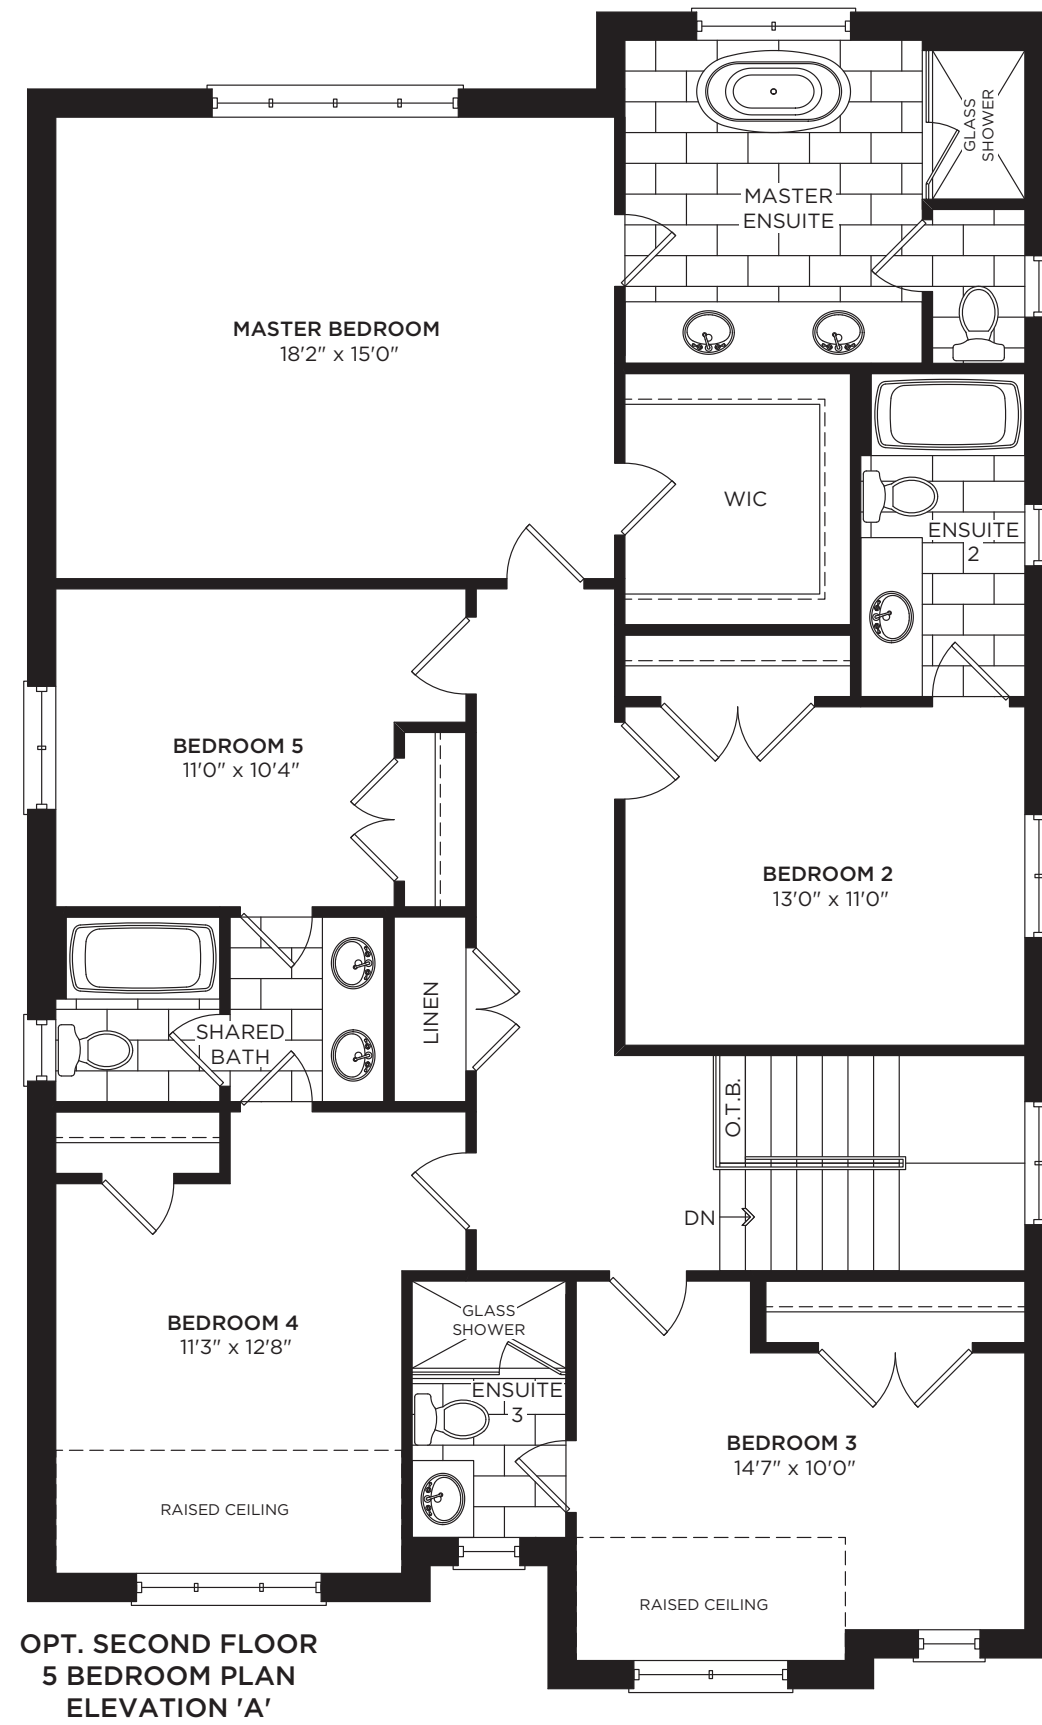 GLASS
SHOWER
MASTER
ENSUITE
MASTER BEDROOM
18'2" x 15'0"
WIC
ENSUITE
2
BEDROOM 5
11'0" x 10'4"
BEDROOM 2
13'0" x 11'0"
LINEN
SHARED
BATH
O.T.B.
DN
GLASS
SHOWER
BEDROOM 4
11'3" x 12'8"
ENSUITE
3
BEDROOM 3
14'7" x 10'0"
RAISED CEILING
RAISED CEILING
OPT. SECOND FLOOR
5 BEDROOM PLAN
ELEVATION 'A'